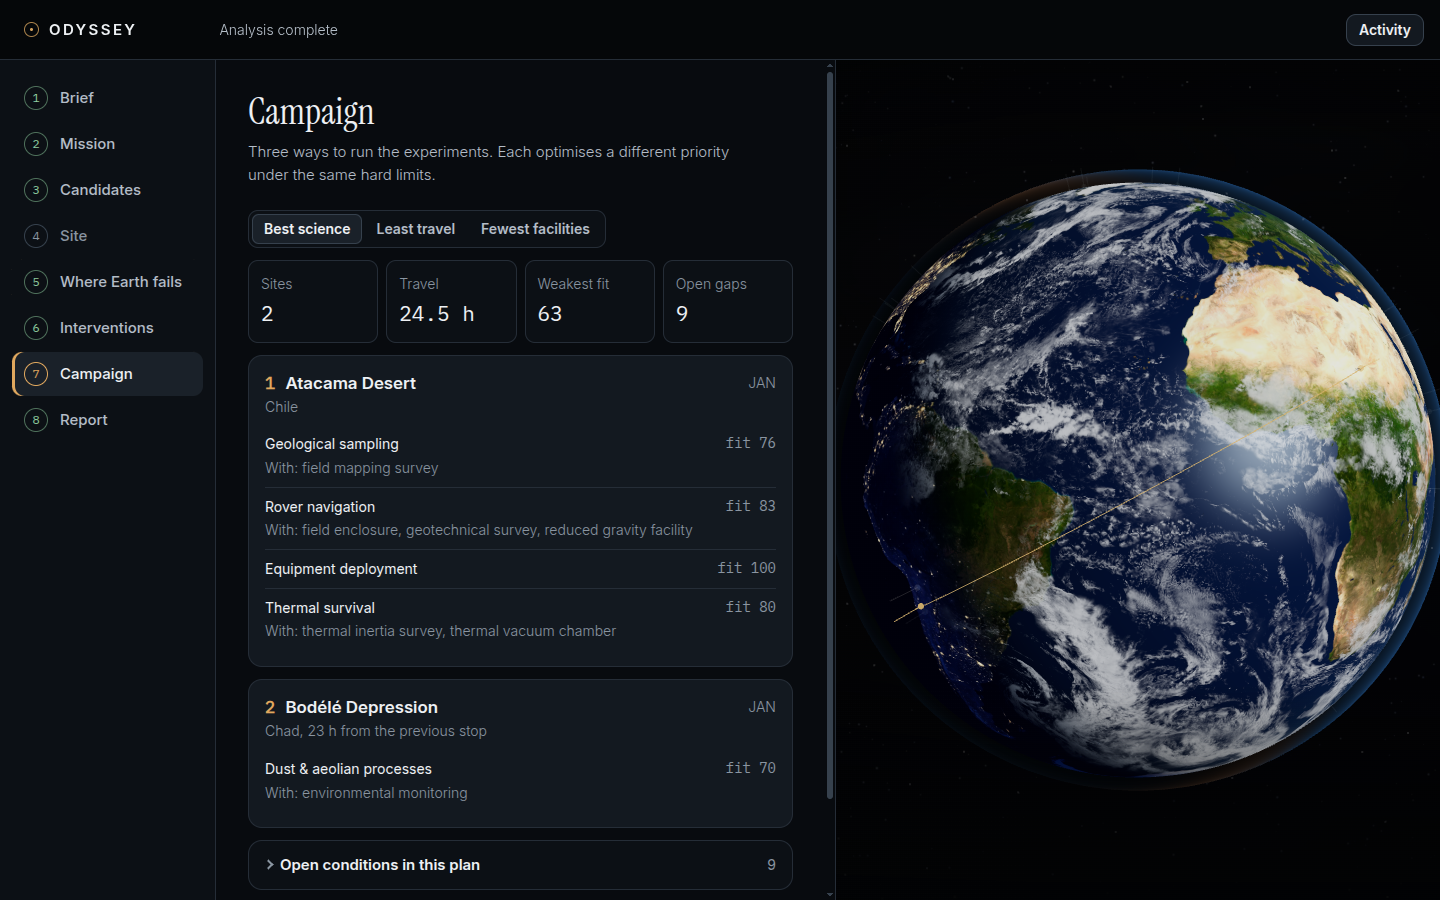 ODYSSEY
Analysis complete
Activity
1 Brief
2 Mission
3 Candidates
4 Site
5 Where Earth fails
6 Interventions
7 Campaign
8 Report
Campaign
Three ways to run the experiments. Each optimises a different priority
under the same hard limits.
Best science Least travel Fewest facilities
Sites Travel Weakest fit Open gaps
2 24.5 h 63 9
1 Atacama Desert JAN
Chile
Geological sampling fit 76
With: field mapping survey
Rover navigation fit 83
With: field enclosure, geotechnical survey, reduced gravity facility
Equipment deployment fit 100
Thermal survival fit 80
With: thermal inertia survey, thermal vacuum chamber
2 Bodélé Depression JAN
Chad, 23 h from the previous stop
Dust & aeolian processes fit 70
With: environmental monitoring
Open conditions in this plan 9